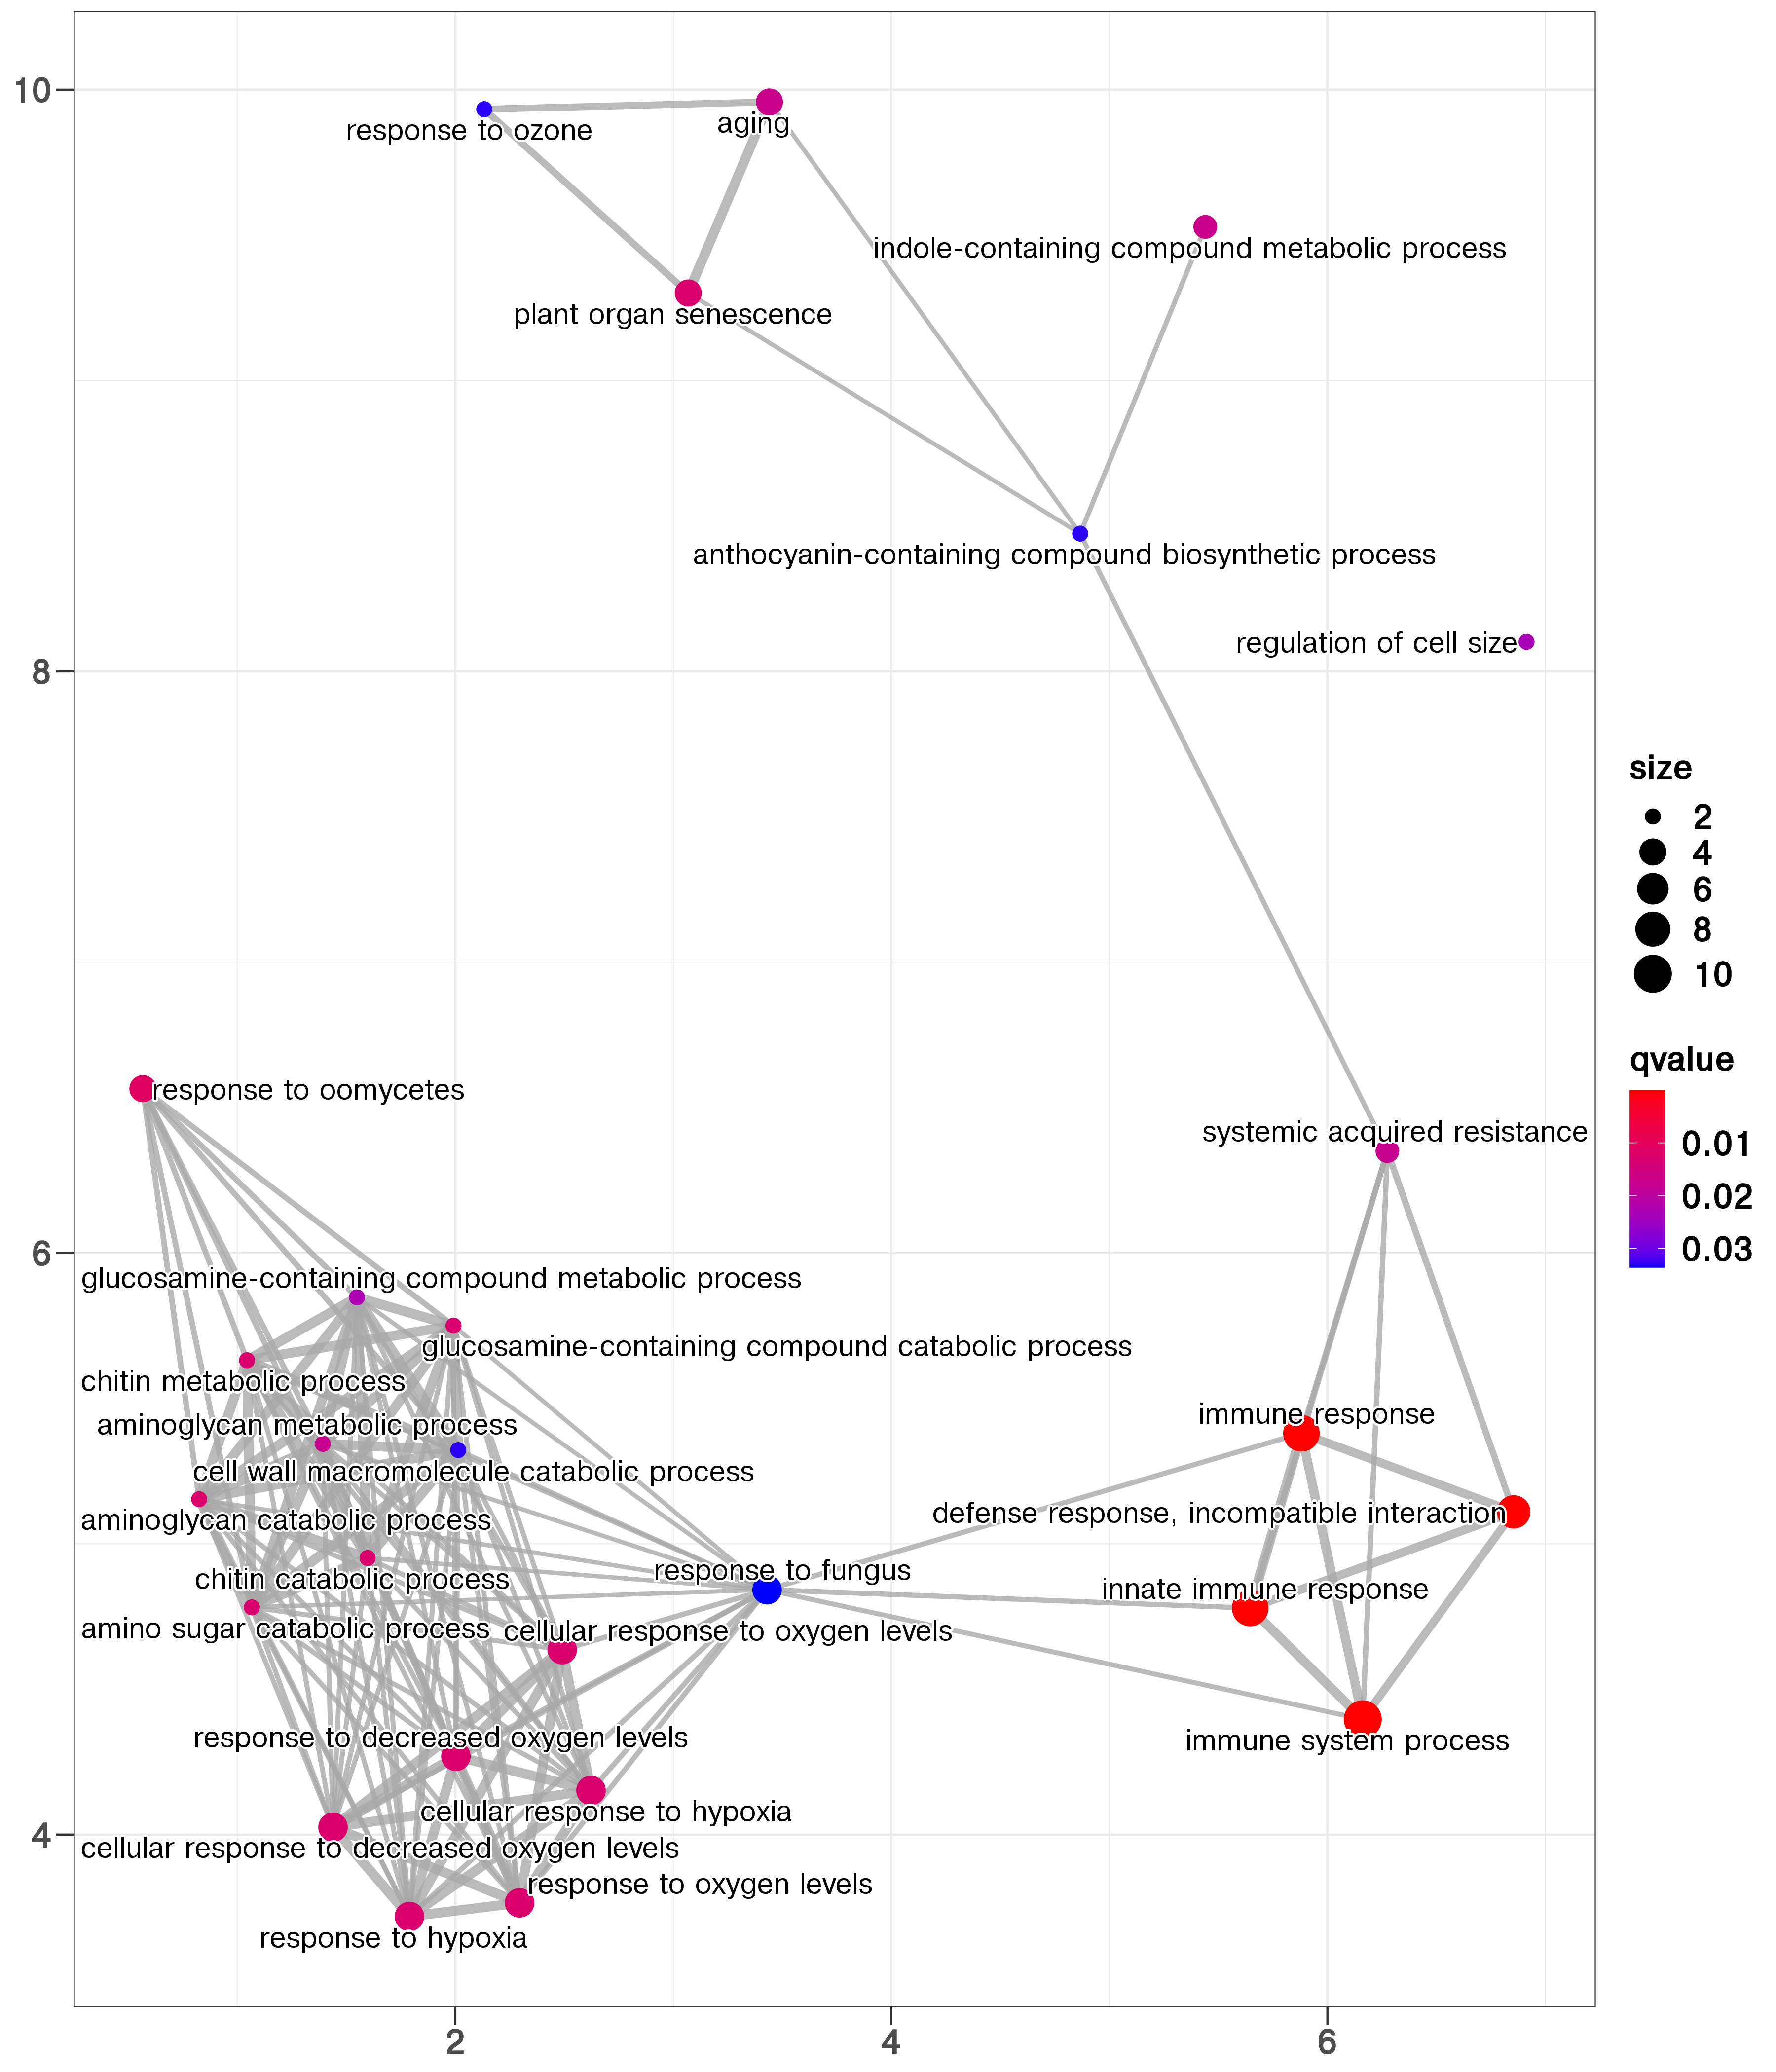 10
response to ozone
aging
indole-containing compound metabolic process
plant organ senescence
anthocyanin-containing compound biosynthetic process
regulation of cell size
8
size
2
4
6
8
10
qvalue
0.01
0.02
0.03
response to oomycetes
systemic acquired resistance
6
glucosamine-containing compound metabolic process
glucosamine-containing compound catabolic process
chitin metabolic process
immune response
aminoglycan metabolic process
cell wall macromolecule catabolic process
defense response, incompatible interaction
aminoglycan catabolic process
response to fungus
chitin catabolic process
innate immune response
amino sugar catabolic process
cellular response to oxygen levels
response to decreased oxygen levels
immune system process
cellular response to hypoxia
4
cellular response to decreased oxygen levels
response to oxygen levels
response to hypoxia
2
4
6